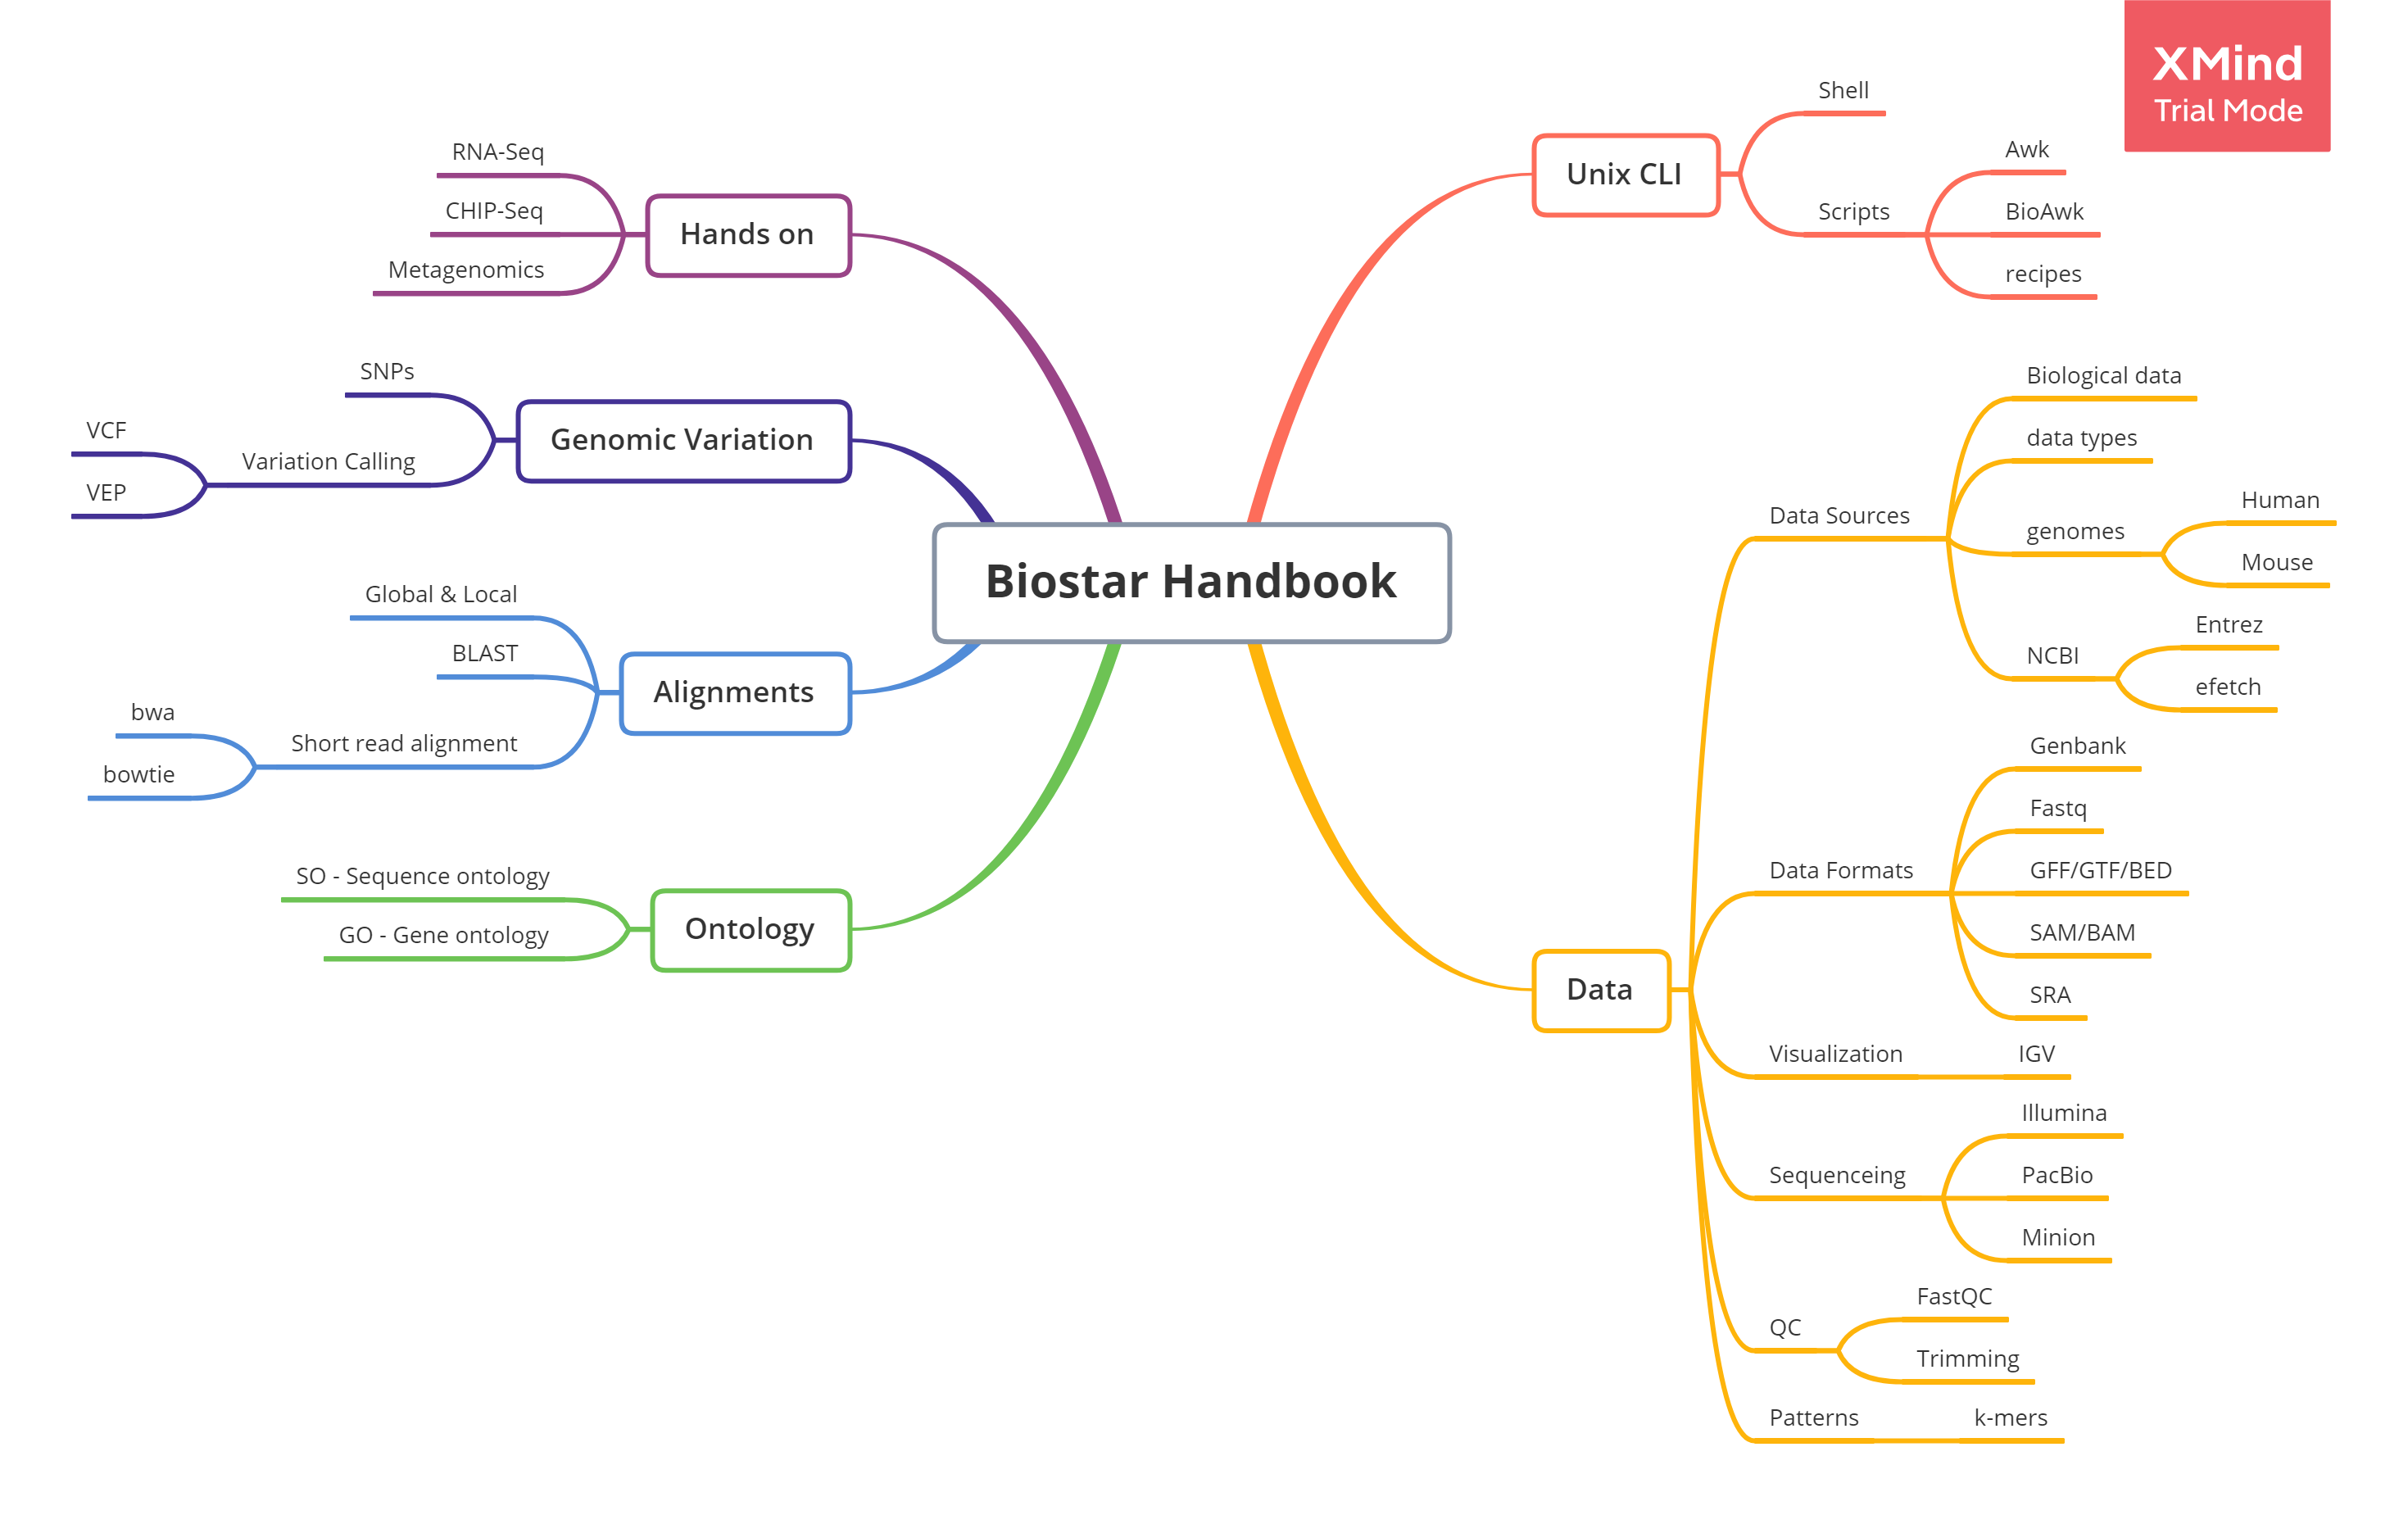 XMind
Trial Mode
Biostar Handbook
Unix CLI
Shell
Scripts
Awk
BioAwk
recipes
Data
Data Sources
Biological data
data types
genomes
Human
Mouse
NCBI
Entrez
efetch
Data Formats
Genbank
Fastq
GFF/GTF/BED
SAM/BAM
SRA
Visualization
IGV
Sequenceing
Illumina
PacBio
Minion
QC
FastQC
Trimming
Patterns
k-mers
Hands on
RNA-Seq
CHIP-Seq
Metagenomics
Genomic Variation
SNPs
Variation Calling
VCF
VEP
Alignments
Global & Local
BLAST
Short read alignment
bwa
bowtie
Ontology
SO - Sequence ontology
GO - Gene ontology